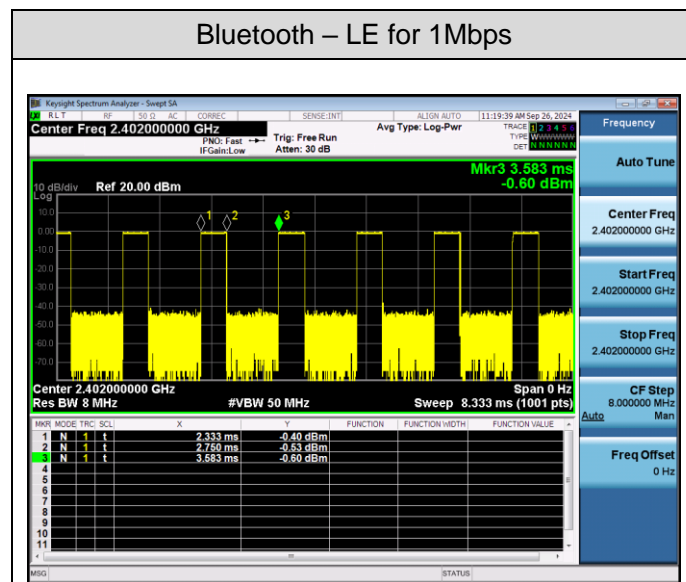 Bluetooth – LE for 1Mbps
Keysight Spectrum Analyzer - Swept SA
RLT RF 50 Ω AC CORREC SENSE:INT ALIGN AUTO 11:19:39 AM Sep 26, 2024
Center Freq 2.402000000 GHz
PNO: Fast
IFGain:Low
Trig: Free Run
Atten: 30 dB
Avg Type: Log-Pwr
TRACE 1 2 3 4 5 6
TYPE WWWWWW
DET N N N N N N
Mkr3 3.583 ms
-0.60 dBm
10 dB/div Ref 20.00 dBm
Log
10.0
0.00
-10.0
-20.0
-30.0
-40.0
-50.0
-60.0
-70.0
1 2 3
Center 2.402000000 GHz Span 0 Hz
Res BW 8 MHz #VBW 50 MHz Sweep 8.333 ms (1001 pts)
MKR MODE TRC SCL X Y FUNCTION FUNCTION WIDTH FUNCTION VALUE
1 N 1 t 2.333 ms -0.40 dBm
2 N 1 t 2.750 ms -0.53 dBm
3 N 1 t 3.583 ms -0.60 dBm
4
5
6
7
8
9
10
11
MSG STATUS
Frequency
Auto Tune
Center Freq
2.402000000 GHz
Start Freq
2.402000000 GHz
Stop Freq
2.402000000 GHz
CF Step
8.000000 MHz
Auto Man
Freq Offset
0 Hz